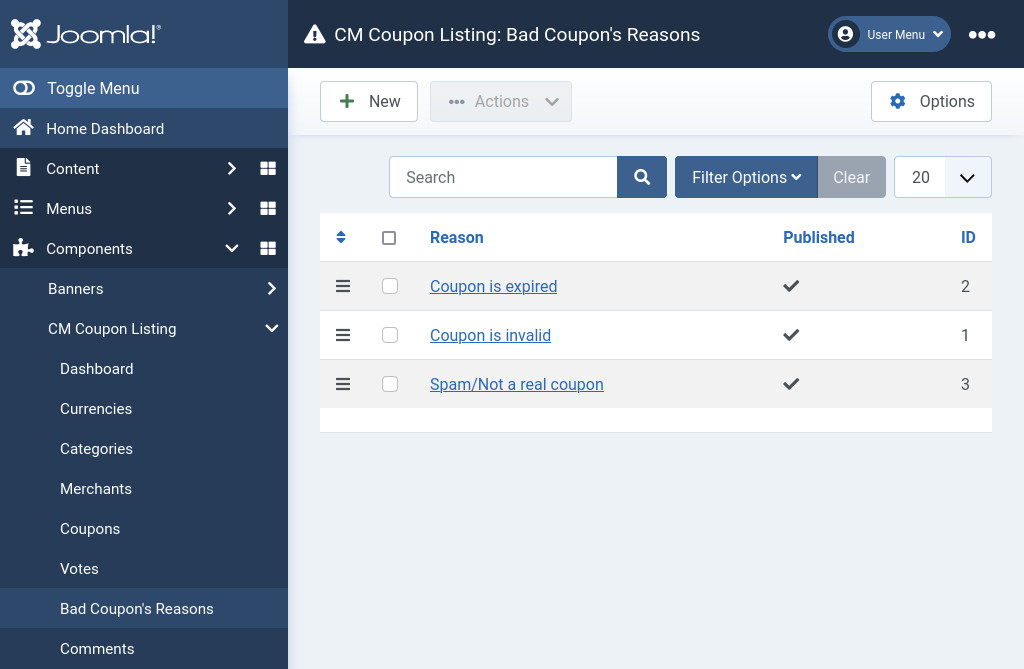 Joomla!®
CM Coupon Listing: Bad Coupon's Reasons
User Menu
Toggle Menu
Home Dashboard
Content
Menus
Components
Banners
CM Coupon Listing
Dashboard
Currencies
Categories
Merchants
Coupons
Votes
Bad Coupon's Reasons
Comments
New
Actions
Options
Search
Filter Options
Clear
20
Reason Published ID
Coupon is expired 2
Coupon is invalid 1
Spam/Not a real coupon 3